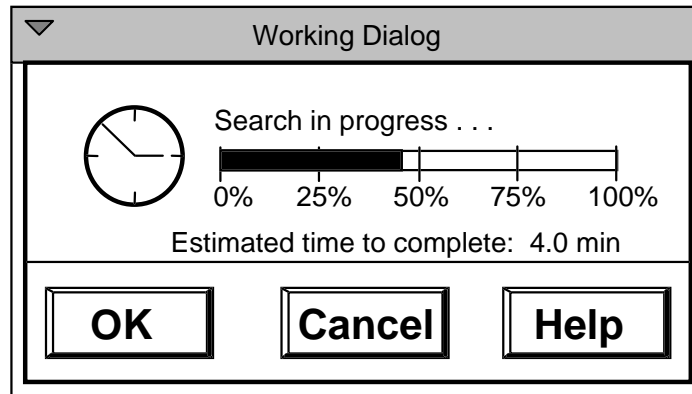 Working Dialog
Search in progress . . .
0% 25% 50% 75% 100%
Estimated time to complete: 4.0 min
OK Cancel Help